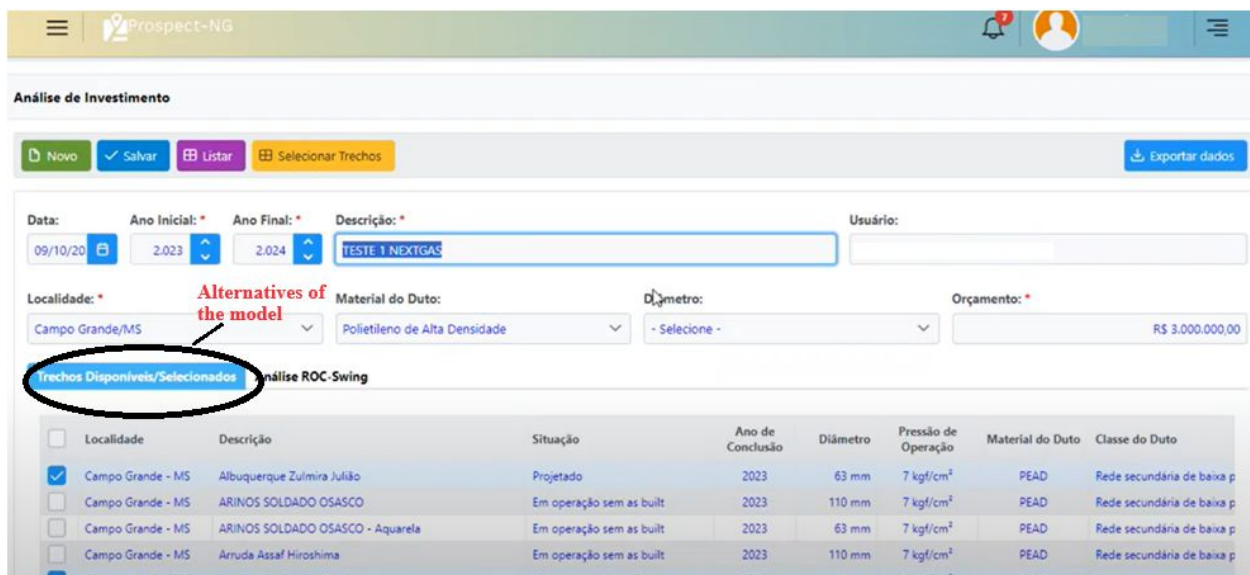 7
Prospect-NG
Análise de Investimento
Novo Salvar Listar Selecionar Trechos Exportar dados
Data: Ano Inicial: * Ano Final: * Descrição: * Usuário:
09/10/20 2.023 2.024 TESTE 1 NEXTGAS
Alternatives of
the model
Localidade: * Material do Duto: Diâmetro: Orçamento: *
Campo Grande/MS Polietileno de Alta Densidade - Selecione - R$ 3.000.000,00
Trechos Disponíveis/Selecionados Análise ROC-Swing
Localidade Descrição Situação Ano de Conclusão Diâmetro Pressão de Operação Material do Duto Classe do Duto
Campo Grande - MS Albuquerque Zulmira Julião Projetado 2023 63 mm 7 kgf/cm² PEAD Rede secundária de baixa p
Campo Grande - MS ARINOS SOLDADO OSASCO Em operação sem as built 2023 110 mm 7 kgf/cm² PEAD Rede secundária de baixa p
Campo Grande - MS ARINOS SOLDADO OSASCO - Aquarela Em operação sem as built 2023 63 mm 7 kgf/cm² PEAD Rede secundária de baixa p
Campo Grande - MS Arruda Assaf Hiroshima Em operação sem as built 2023 110 mm 7 kgf/cm² PEAD Rede secundária de baixa p